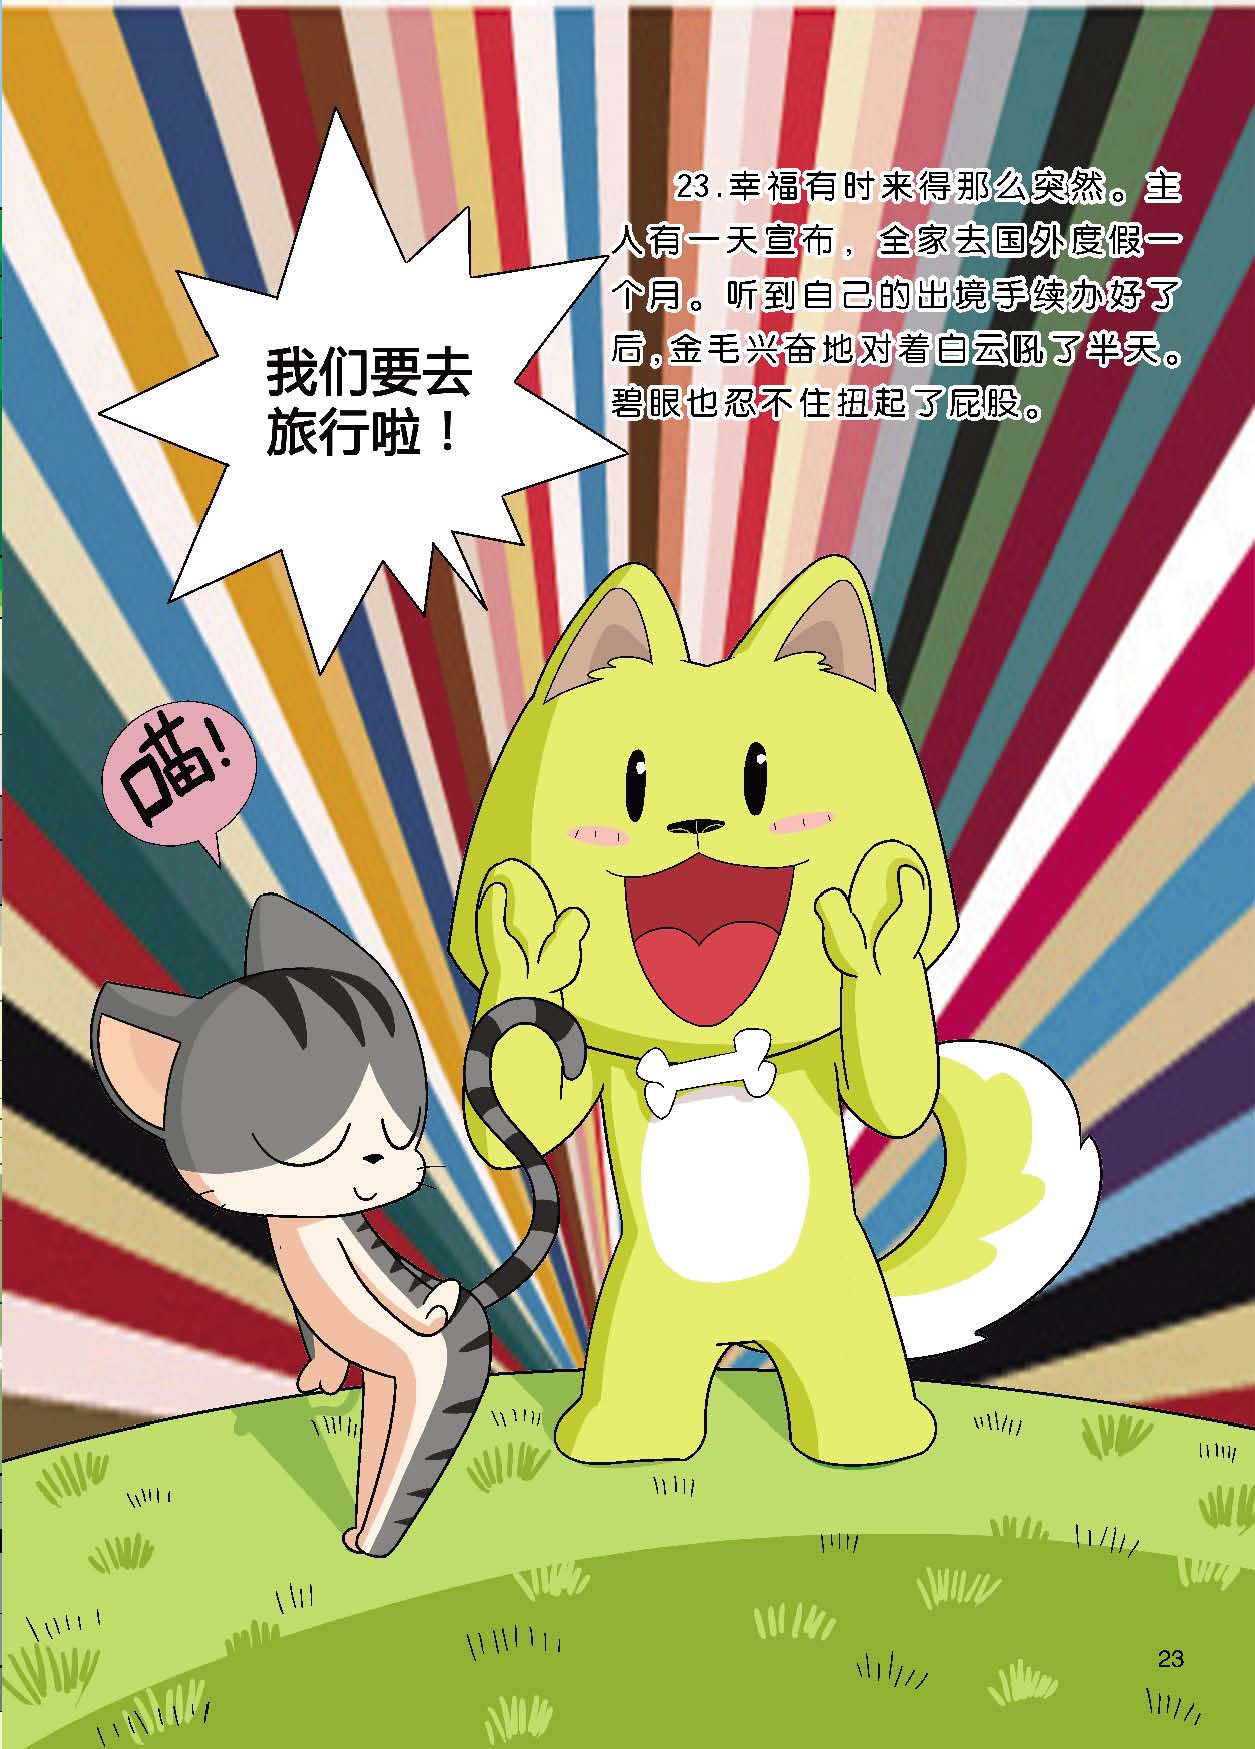 23.幸福有时来得那么突然。主
人有一天宣布，全家去国外度假一
个月。听到自己的出境手续办好了
后,金毛兴奋地对着白云吼了半天。
碧眼也忍不住扭起了屁股。
我们要去
旅行啦！
喵!
23